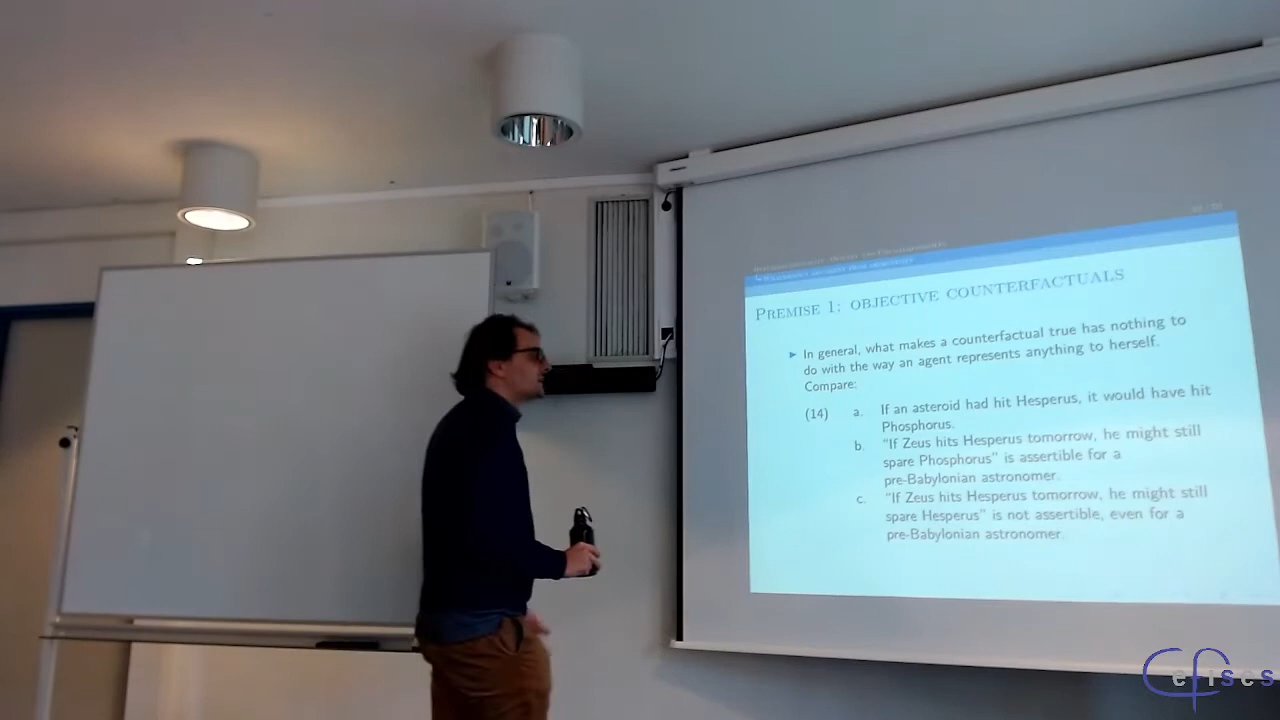 PREMISE 1: OBJECTIVE COUNTERFACTUALS
In general, what makes a counterfactual true has nothing to
do with the way an agent represents anything to herself.
Compare:
(14) a. If an asteroid had hit Hesperus, it would have hit
Phosphorus.
b. "If Zeus hits Hesperus tomorrow, he might still
spare Phosphorus" is assertible for a
pre-Babylonian astronomer.
c. "If Zeus hits Hesperus tomorrow, he might still
spare Hesperus" is not assertible, even for a
pre-Babylonian astronomer.
Cefises